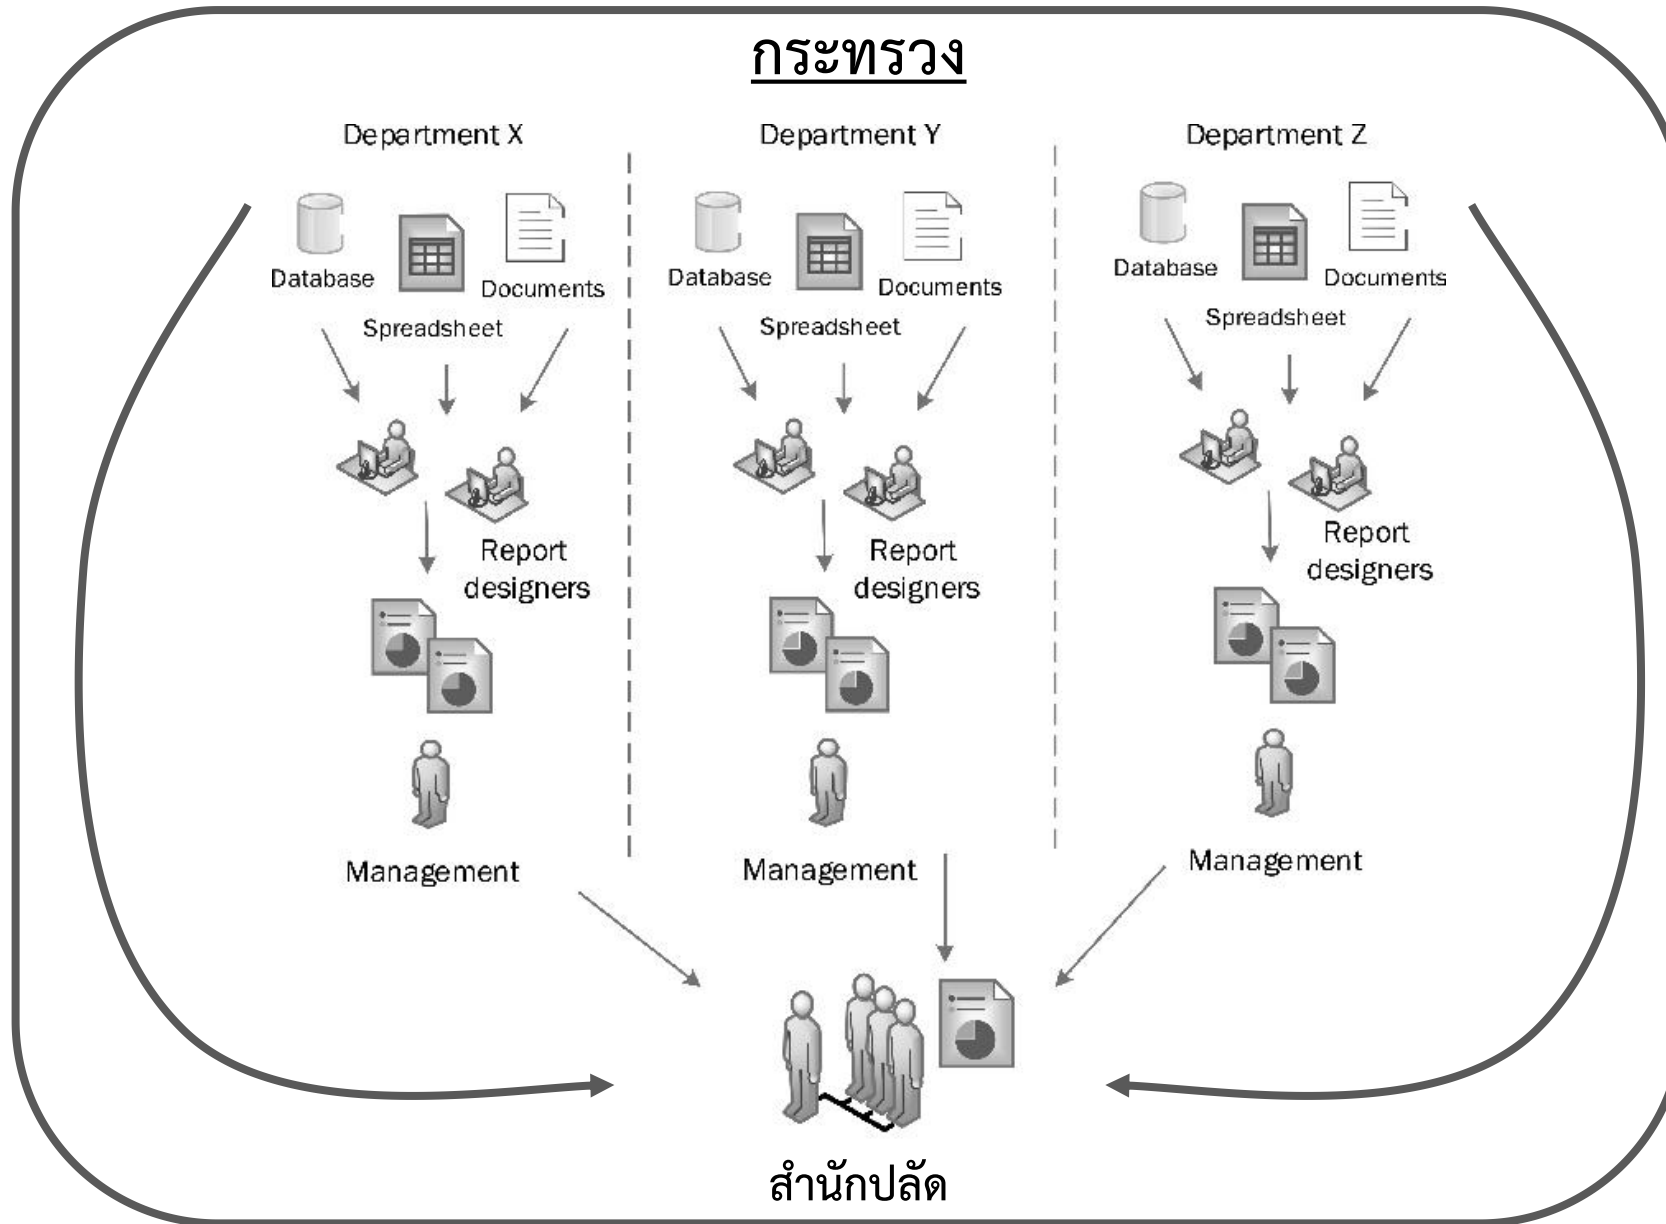 กระทรวง
Department X
Department Y
Department Z
Database
Spreadsheet
Documents
Database
Spreadsheet
Documents
Database
Spreadsheet
Documents
Report
designers
Report
designers
Report
designers
Management
Management
Management
สำนักปลัด